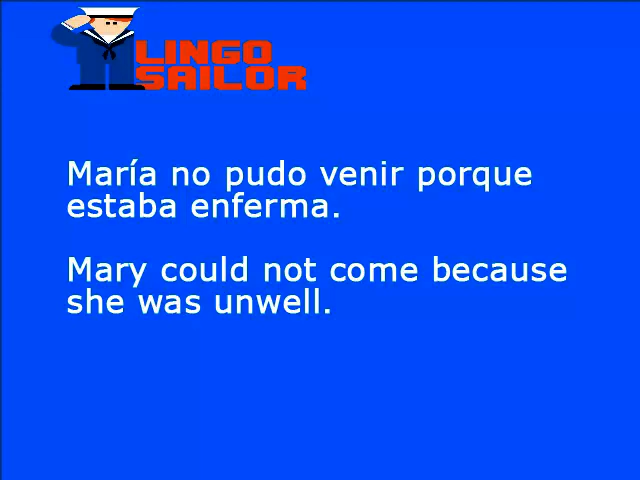 LINGO
SAILOR
María no pudo venir porque
estaba enferma.
Mary could not come because
she was unwell.